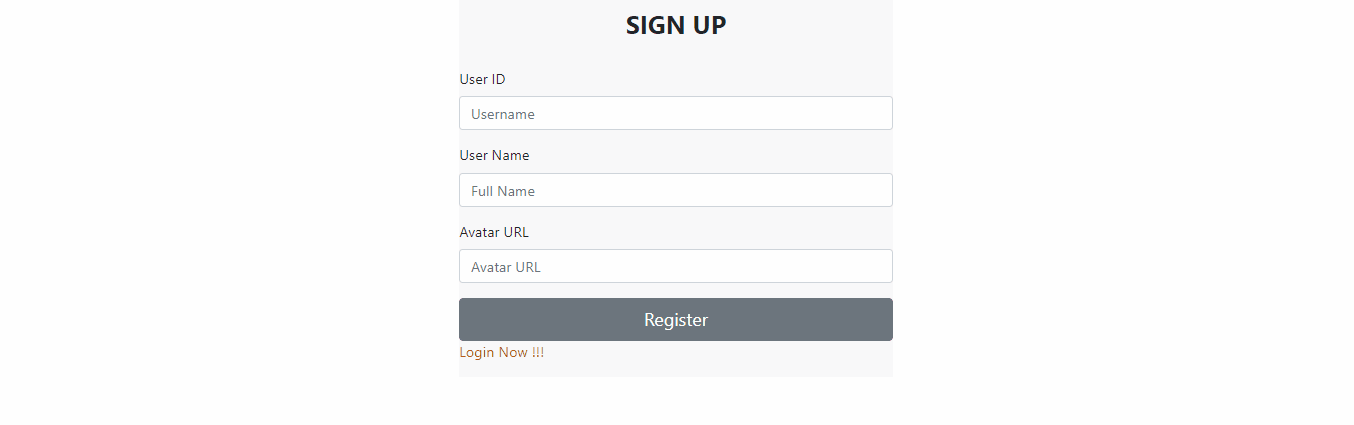 SIGN UP
User ID
Username
User Name
Full Name
Avatar URL
Avatar URL
Register
Login Now !!!